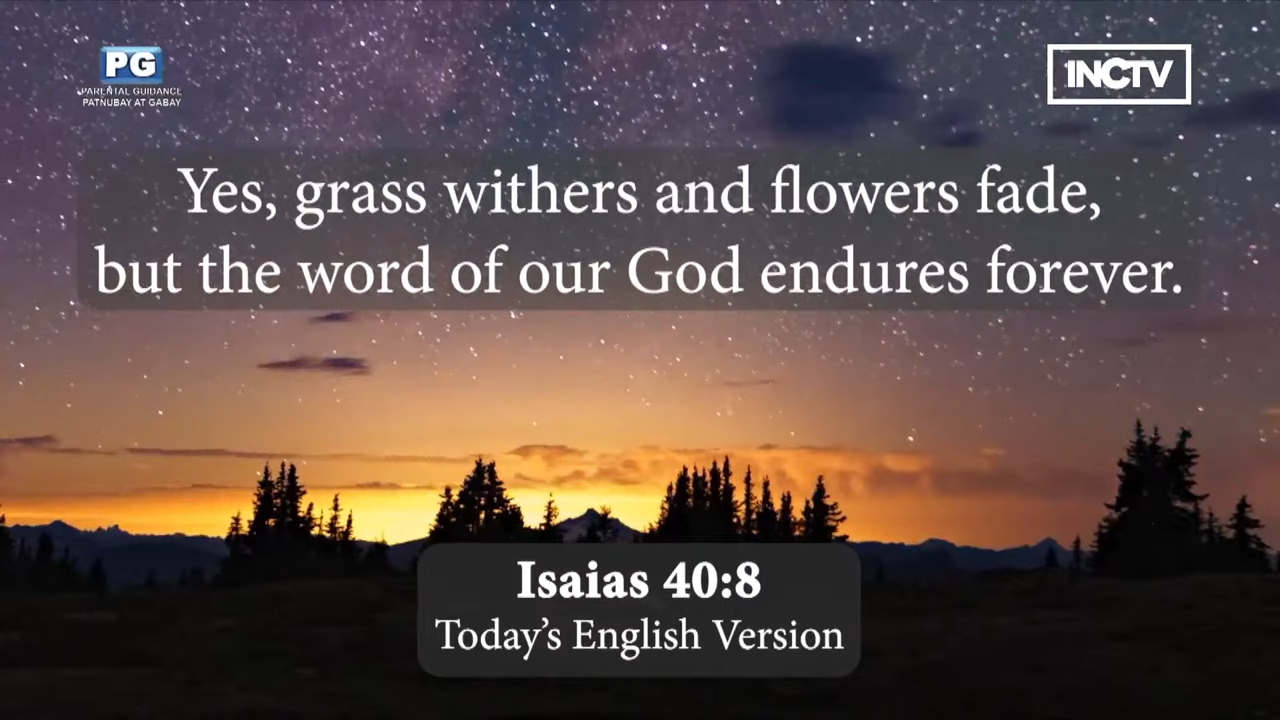 PG
PARENTAL GUIDANCE
PATNUBAY AT GABAY
INCTV
Yes, grass withers and flowers fade,
but the word of our God endures forever.
Isaias 40:8
Today's English Version